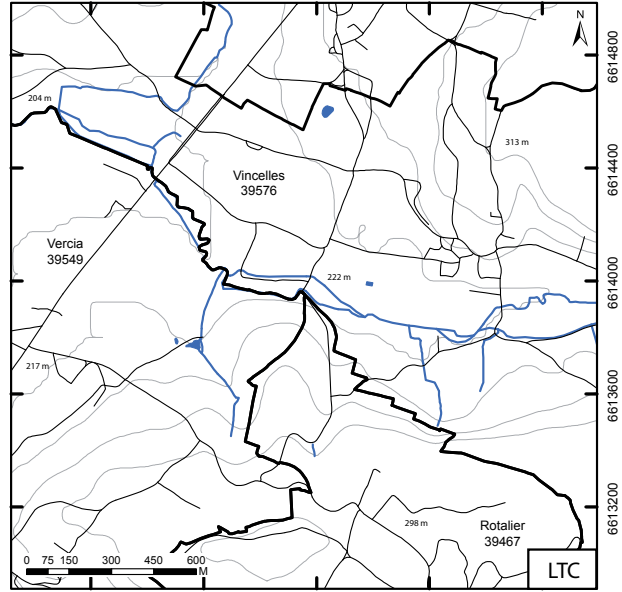 N
6614800
204 m
313 m
6614400
Vincelles
39576
Vercia
39549
222 m
6614000
217 m
6613600
6613200
298 m
Rotalier
39467
0 75 150 300 450 600
M
LTC